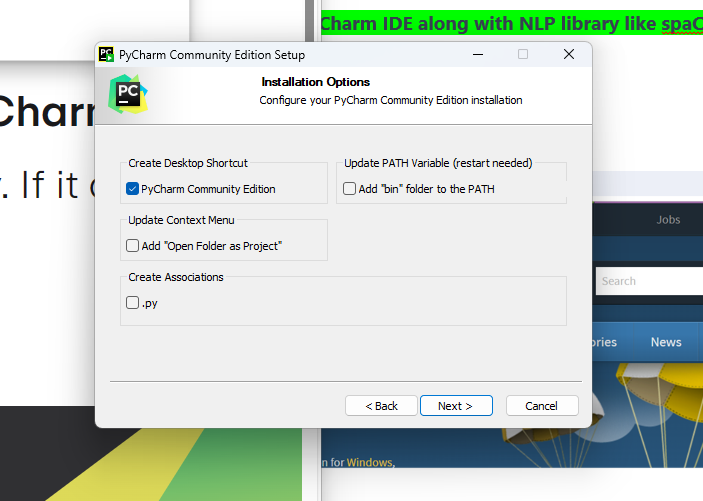 Charm IDE along with NLP library like spaC
PyCharm Community Edition Setup
Installation Options
Configure your PyCharm Community Edition installation
PC
Char
. If it
Create Desktop Shortcut
PyCharm Community Edition
Update PATH Variable (restart needed)
Add "bin" folder to the PATH
Update Context Menu
Add "Open Folder as Project"
Create Associations
.py
< Back
Next >
Cancel
Jobs
Search
ories
News
n for Windows,